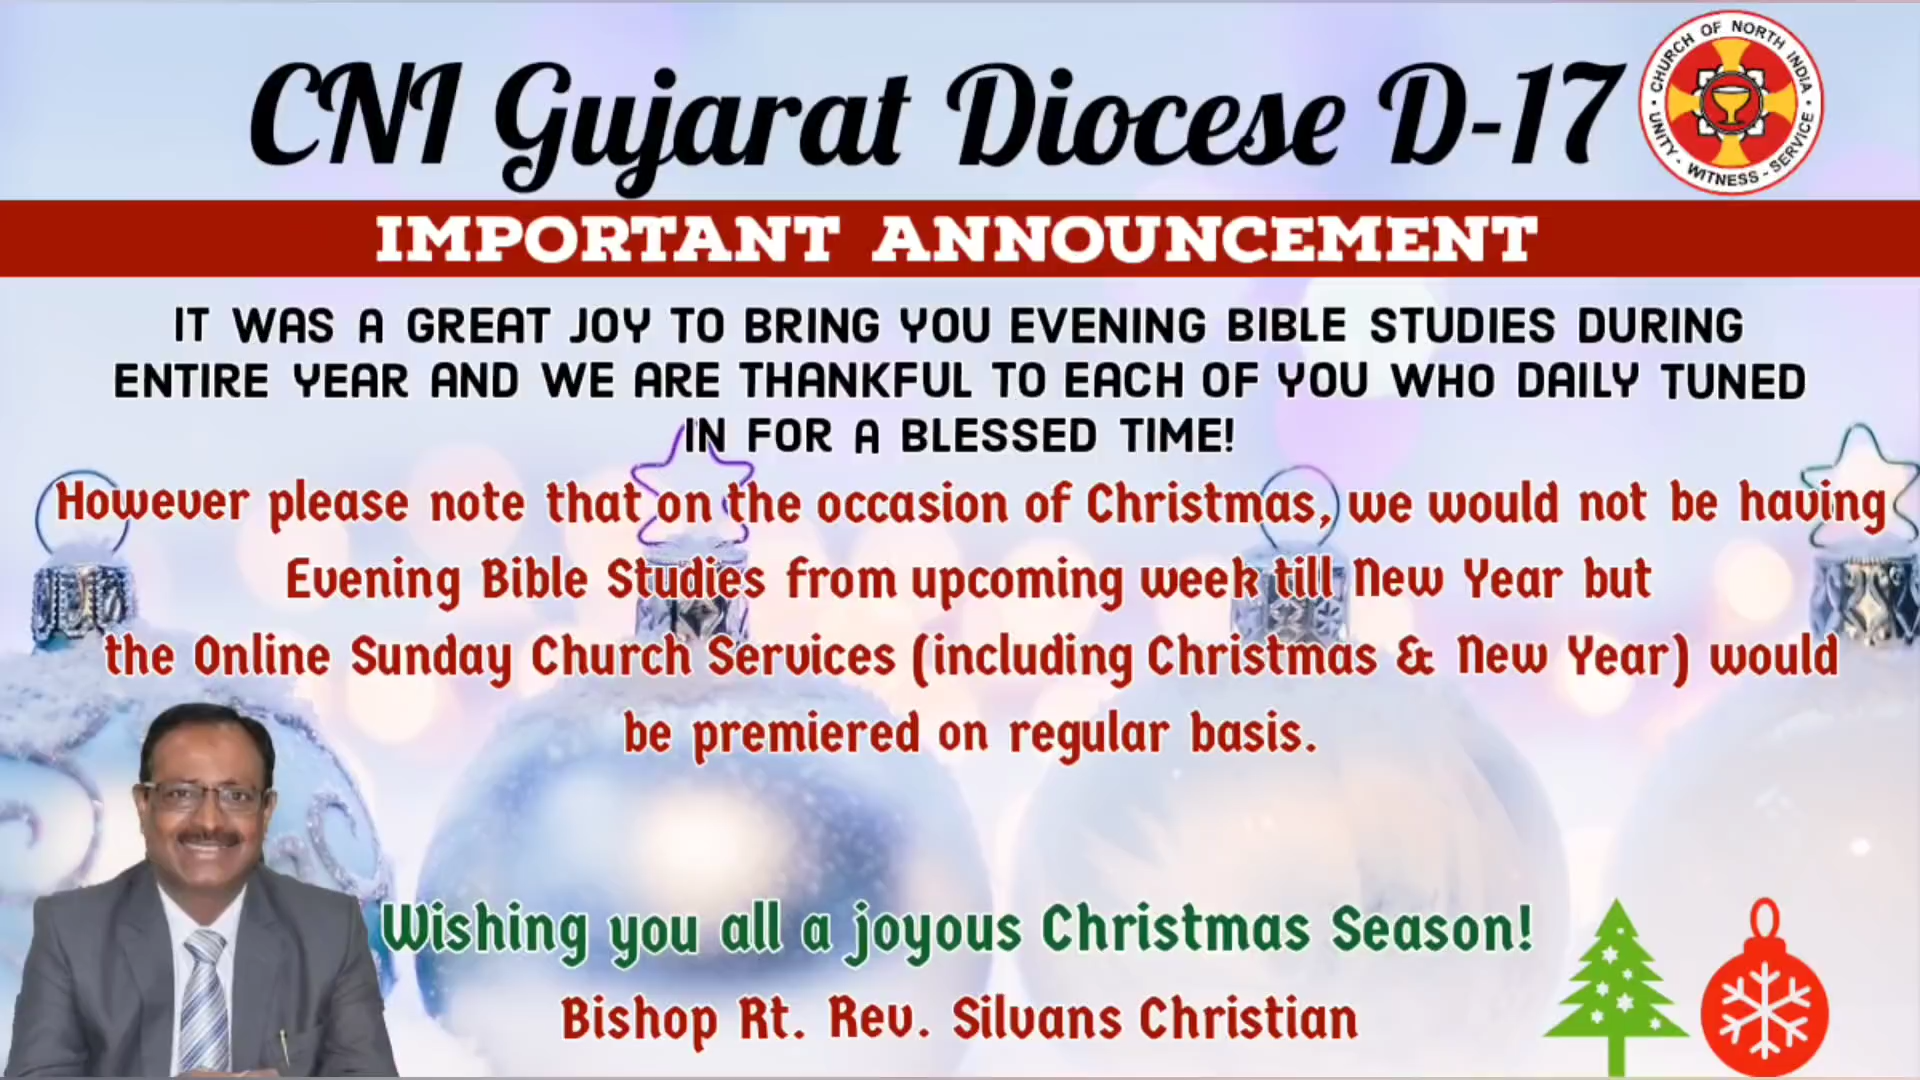 CNI Gujarat Diocese D-17
CHURCH OF NORTH INDIA
UNITY - WITNESS - SERVICE
IMPORTANT ANNOUNCEMENT
IT WAS A GREAT JOY TO BRING YOU EVENING BIBLE STUDIES DURING
ENTIRE YEAR AND WE ARE THANKFUL TO EACH OF YOU WHO DAILY TUNED
IN FOR A BLESSED TIME!
However please note that on the occasion of Christmas, we would not be having
Evening Bible Studies from upcoming week till New Year but
the Online Sunday Church Services (including Christmas & New Year) would
be premiered on regular basis.
Wishing you all a joyous Christmas Season!
Bishop Rt. Rev. Silvans Christian